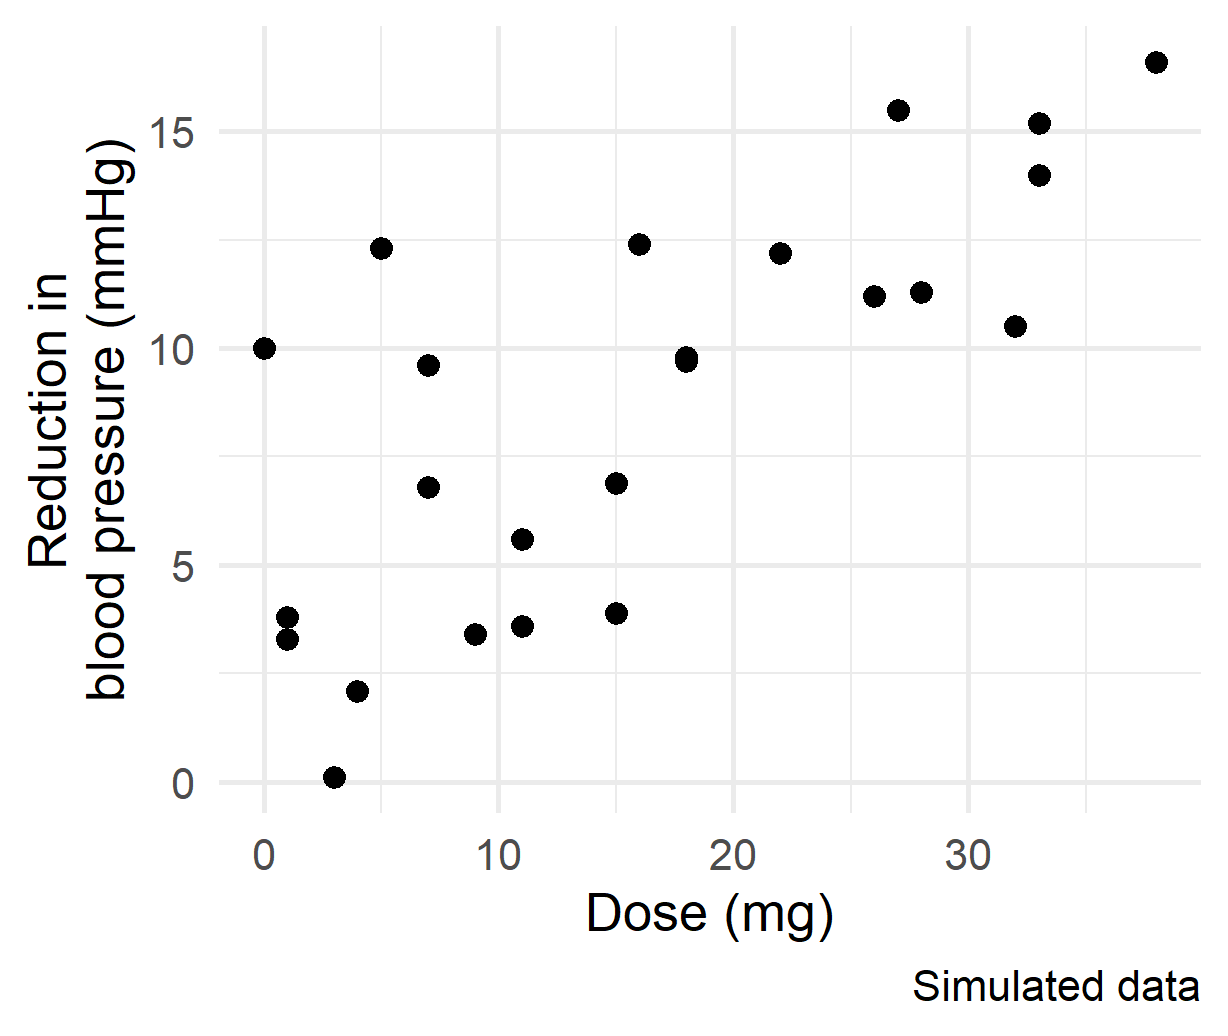 Reduction in
blood pressure (mmHg)
15
10
5
0
0 10 20 30
Dose (mg)
Simulated data